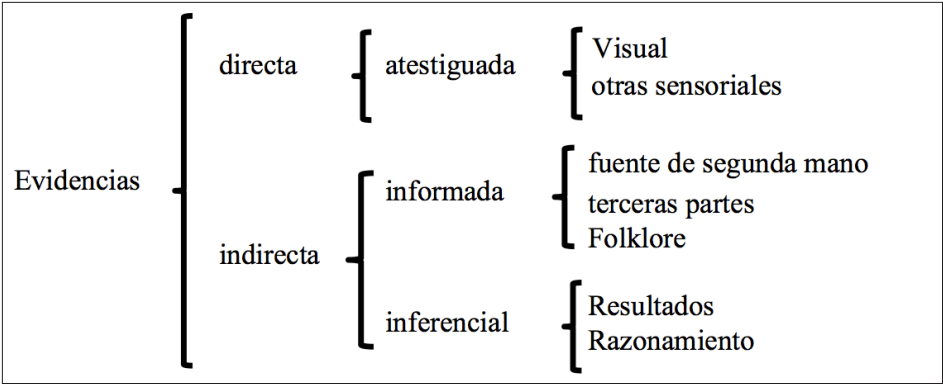 Evidencias
directa
atestiguada
Visual
otras sensoriales
indirecta
informada
fuente de segunda mano
terceras partes
Folklore
inferencial
Resultados
Razonamiento